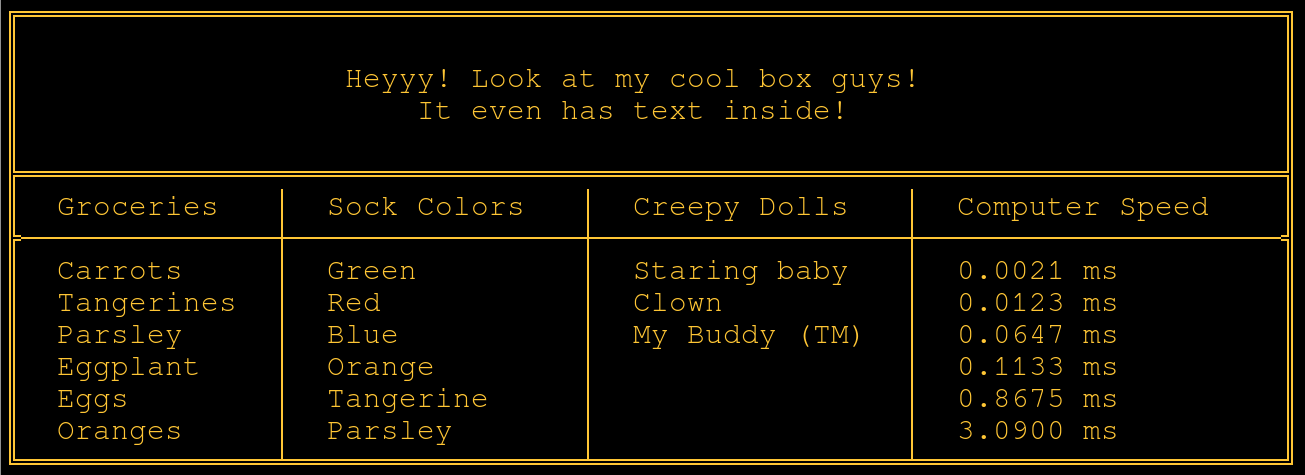 Heyyy! Look at my cool box guys!
It even has text inside!
Groceries Sock Colors Creepy Dolls Computer Speed
Carrots Green Staring baby 0.0021 ms
Tangerines Red Clown 0.0123 ms
Parsley Blue My Buddy (TM) 0.0647 ms
Eggplant Orange 0.1133 ms
Eggs Tangerine 0.8675 ms
Oranges Parsley 3.0900 ms